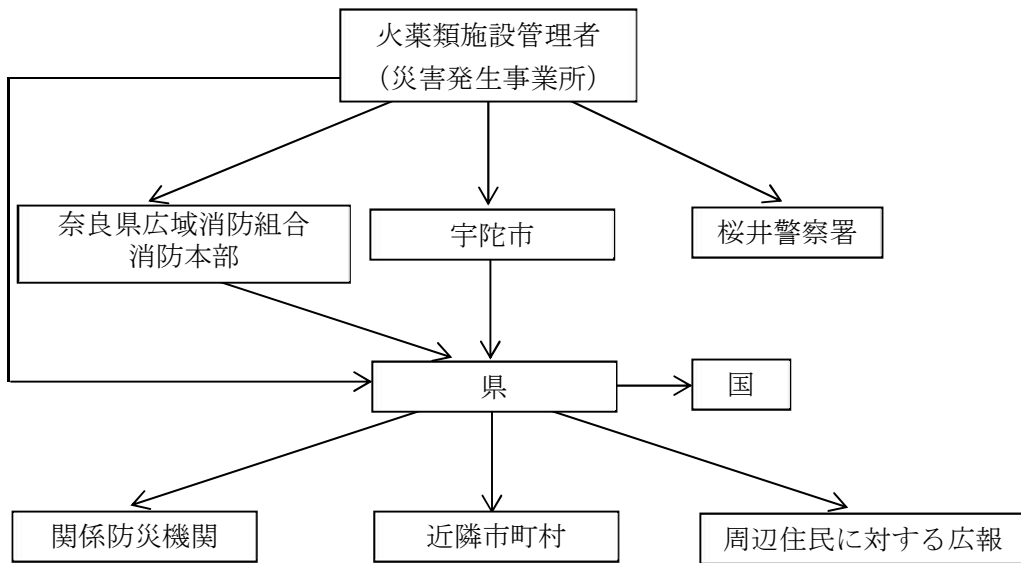 火薬類施設管理者
（災害発生事業所）
奈良県広域消防組合
消防本部
宇陀市
桜井警察署
県
国
関係防災機関
近隣市町村
周辺住民に対する広報